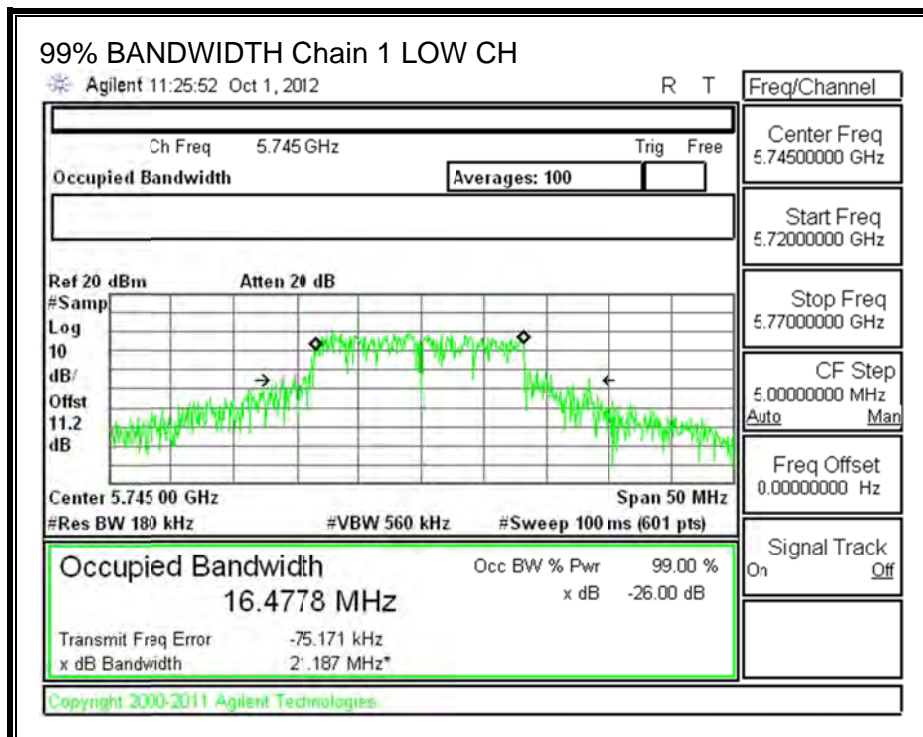 99% BANDWIDTH Chain 1 LOW CH
Agilent 11:25:52 Oct 1, 2012 R T
Freq/Channel
Ch Freq 5.745 GHz Trig Free
Occupied Bandwidth Averages: 100
Center Freq
5.74500000 GHz
Start Freq
5.72000000 GHz
Stop Freq
5.77000000 GHz
CF Step
5.00000000 MHz
Auto Man
Freq Offset
0.00000000 Hz
Signal Track
On Off
Ref 20 dBm Atten 20 dB
#Samp
Log
10
dB/
Offst
11.2
dB
Center 5.745 00 GHz Span 50 MHz
#Res BW 180 kHz #VBW 560 kHz #Sweep 100 ms (601 pts)
Occupied Bandwidth Occ BW % Pwr 99.00 %
16.4778 MHz x dB -26.00 dB
Transmit Freq Error -75.171 kHz
x dB Bandwidth MHz*
Copyright 2000-2011 Agilent Technologies